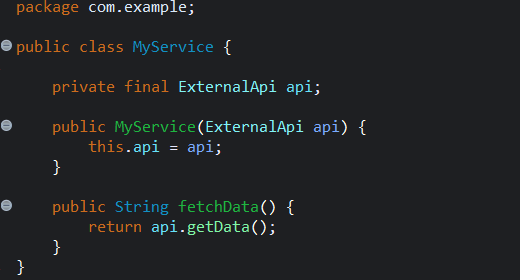 package com.example;
public class MyService {
    private final ExternalApi api;
    public MyService(ExternalApi api) {
        this.api = api;
    }
    public String fetchData() {
        return api.getData();
    }
}